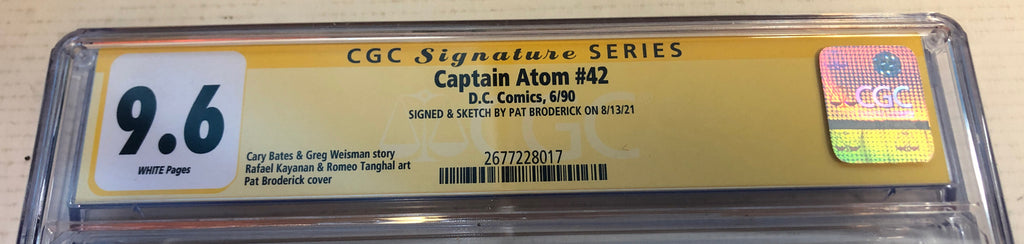 CGC Signature SERIES
Captain Atom #42
D.C. Comics, 6/90
SIGNED & SKETCH BY PAT BRODERICK ON 8/13/21
9.6
WHITE Pages
Cary Bates & Greg Weisman story
Rafael Kayanan & Romeo Tanghal art
Pat Broderick cover
2677228017
CGC
CGC